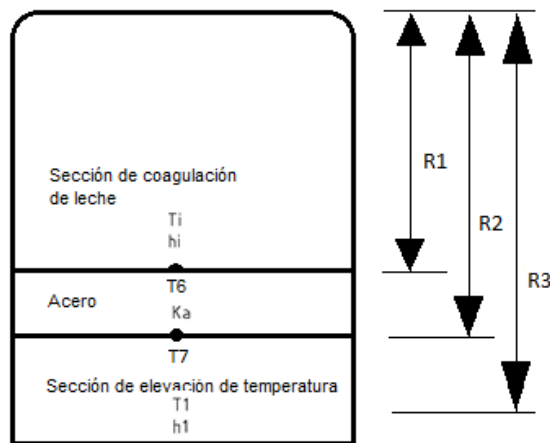 Sección de coagulación
de leche
Ti
hi
T6
Acero
Ka
T7
Sección de elevación de temperatura
T1
h1
R1
R2
R3